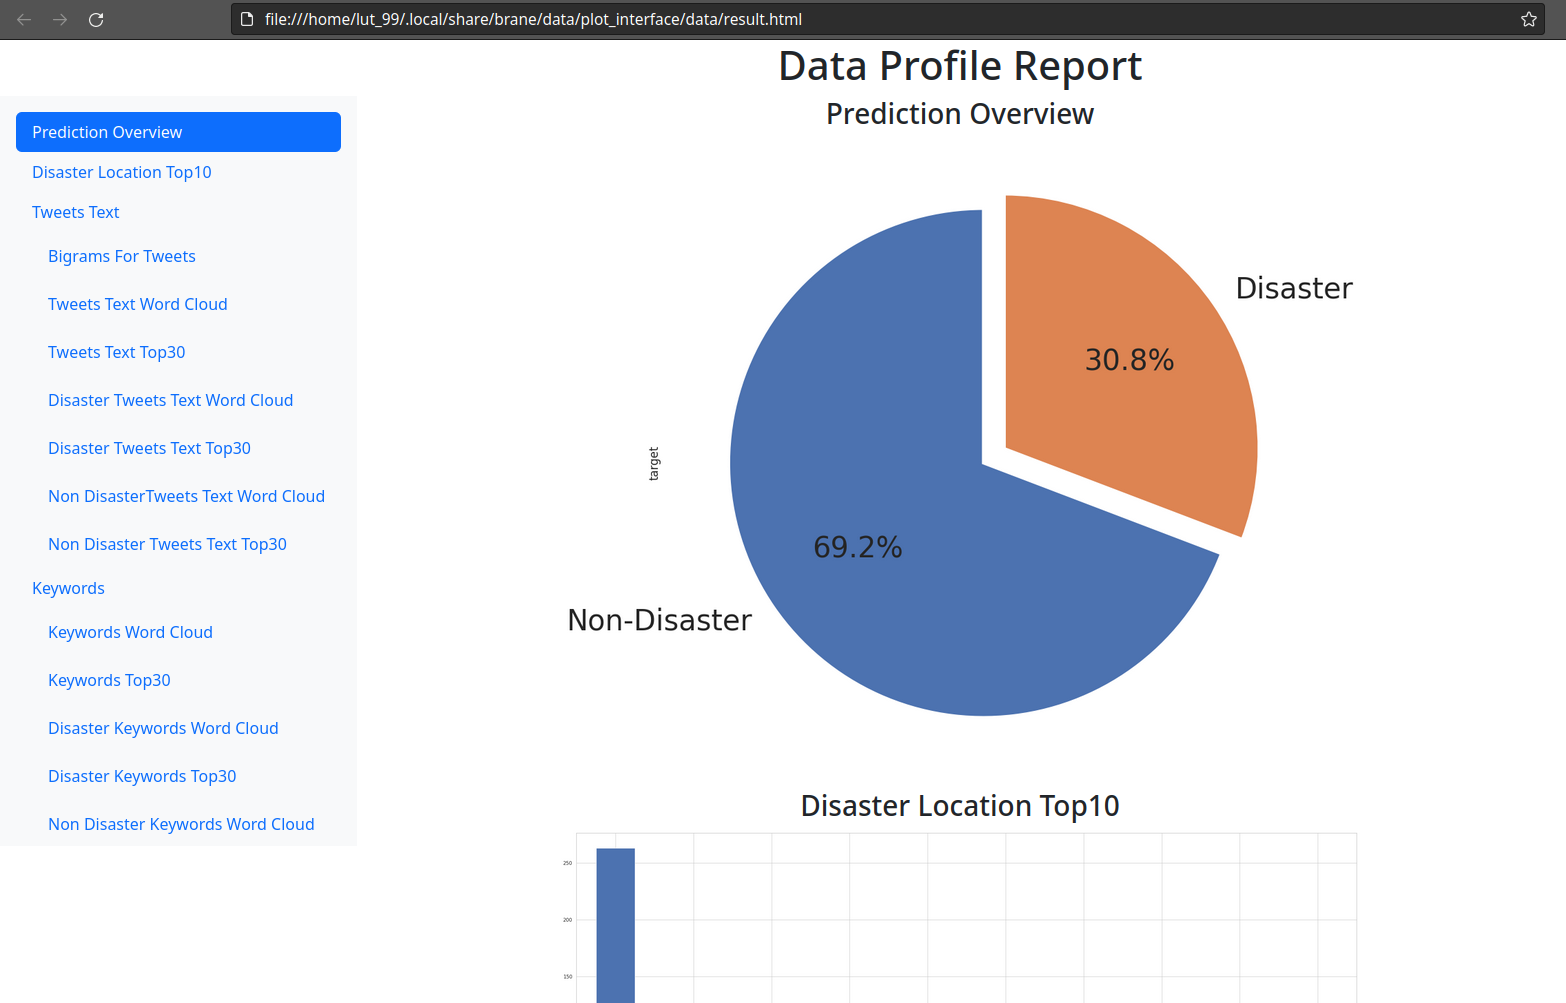 file:///home/lut_99/.local/share/brane/data/plot_interface/data/result.html
Data Profile Report
Prediction Overview
Disaster Location Top10
Tweets Text
Bigrams For Tweets
Tweets Text Word Cloud
Tweets Text Top30
Disaster Tweets Text Word Cloud
Disaster Tweets Text Top30
Non DisasterTweets Text Word Cloud
Non Disaster Tweets Text Top30
Keywords
Keywords Word Cloud
Keywords Top30
Disaster Keywords Word Cloud
Disaster Keywords Top30
Non Disaster Keywords Word Cloud
Prediction Overview
Disaster
30.8%
target
69.2%
Non-Disaster
Disaster Location Top10
250
200
150